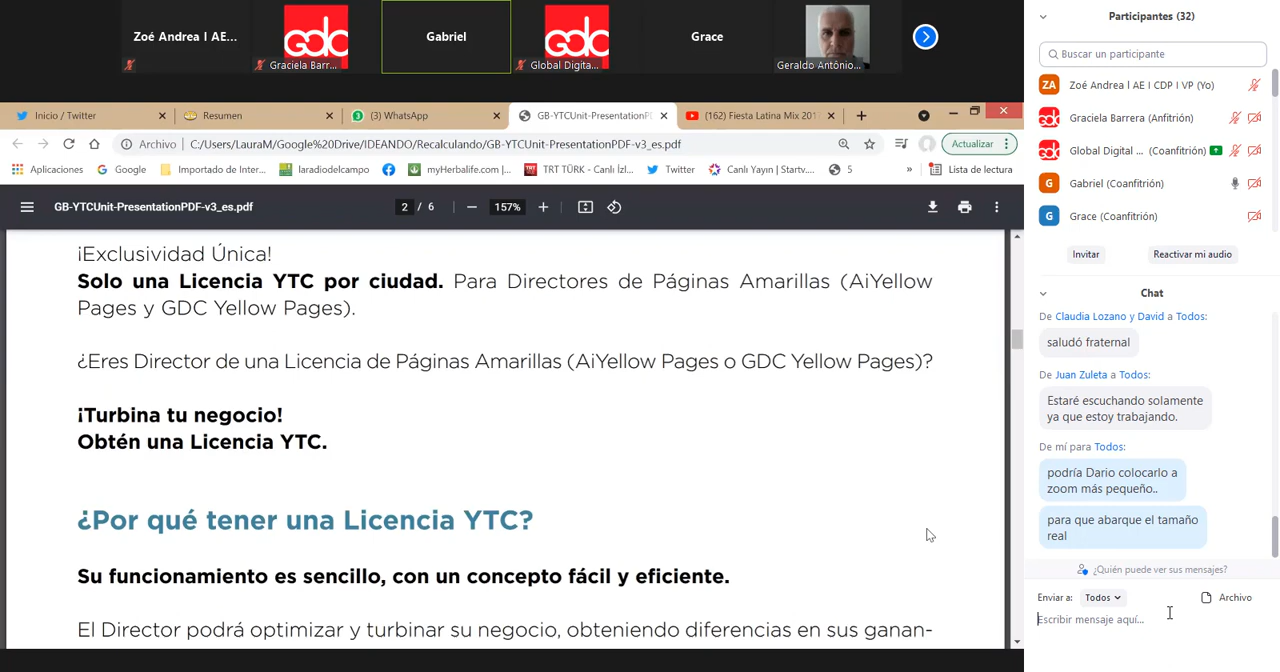 Zoé Andrea l AE...
gdc
Graciela Barr...
Gabriel
gdc
Global Digita...
Grace
Geraldo Antônio...
Inicio / Twitter
Resumen
(3) WhatsApp
GB-YTCUnit-PresentationPDF-v3_es.pdf
(162) Fiesta Latina Mix 201
Archivo | C:/Users/LauraM/Google%20Drive/IDEANDO/Recalculando/GB-YTCUnit-PresentationPDF-v3_es.pdf
Actualizar
Aplicaciones
Google
Importado de Inter...
laradiodelcampo
myHerbalife.com |...
TRT TÜRK - Canlı İzl...
Twitter
Canlı Yayın | Startv...
5
»
Lista de lectura
GB-YTCUnit-PresentationPDF-v3_es.pdf
2 / 6
157%
¡Exclusividad Única!
Solo una Licencia YTC por ciudad. Para Directores de Páginas Amarillas (AiYellow
Pages y GDC Yellow Pages).
¿Eres Director de una Licencia de Páginas Amarillas (AiYellow Pages o GDC Yellow Pages)?
¡Turbina tu negocio!
Obtén una Licencia YTC.
¿Por qué tener una Licencia YTC?
Su funcionamiento es sencillo, con un concepto fácil y eficiente.
El Director podrá optimizar y turbinar su negocio, obteniendo diferencias en sus ganan-
Participantes (32)
Buscar un participante
ZA
Zoé Andrea l AE l CDP l VP (Yo)
gdc
Graciela Barrera (Anfitrión)
gdc
Global Digital ... (Coanfitrión)
G
Gabriel (Coanfitrión)
G
Grace (Coanfitrión)
Invitar
Reactivar mi audio
Chat
De Claudia Lozano y David a Todos:
saludó fraternal
De Juan Zuleta a Todos:
Estaré escuchando solamente
ya que estoy trabajando.
De mí para Todos:
podría Dario colocarlo a
zoom más pequeño..
para que abarque el tamaño
real
¿Quién puede ver sus mensajes?
Enviar a: Todos
Archivo
Escribir mensaje aquí...